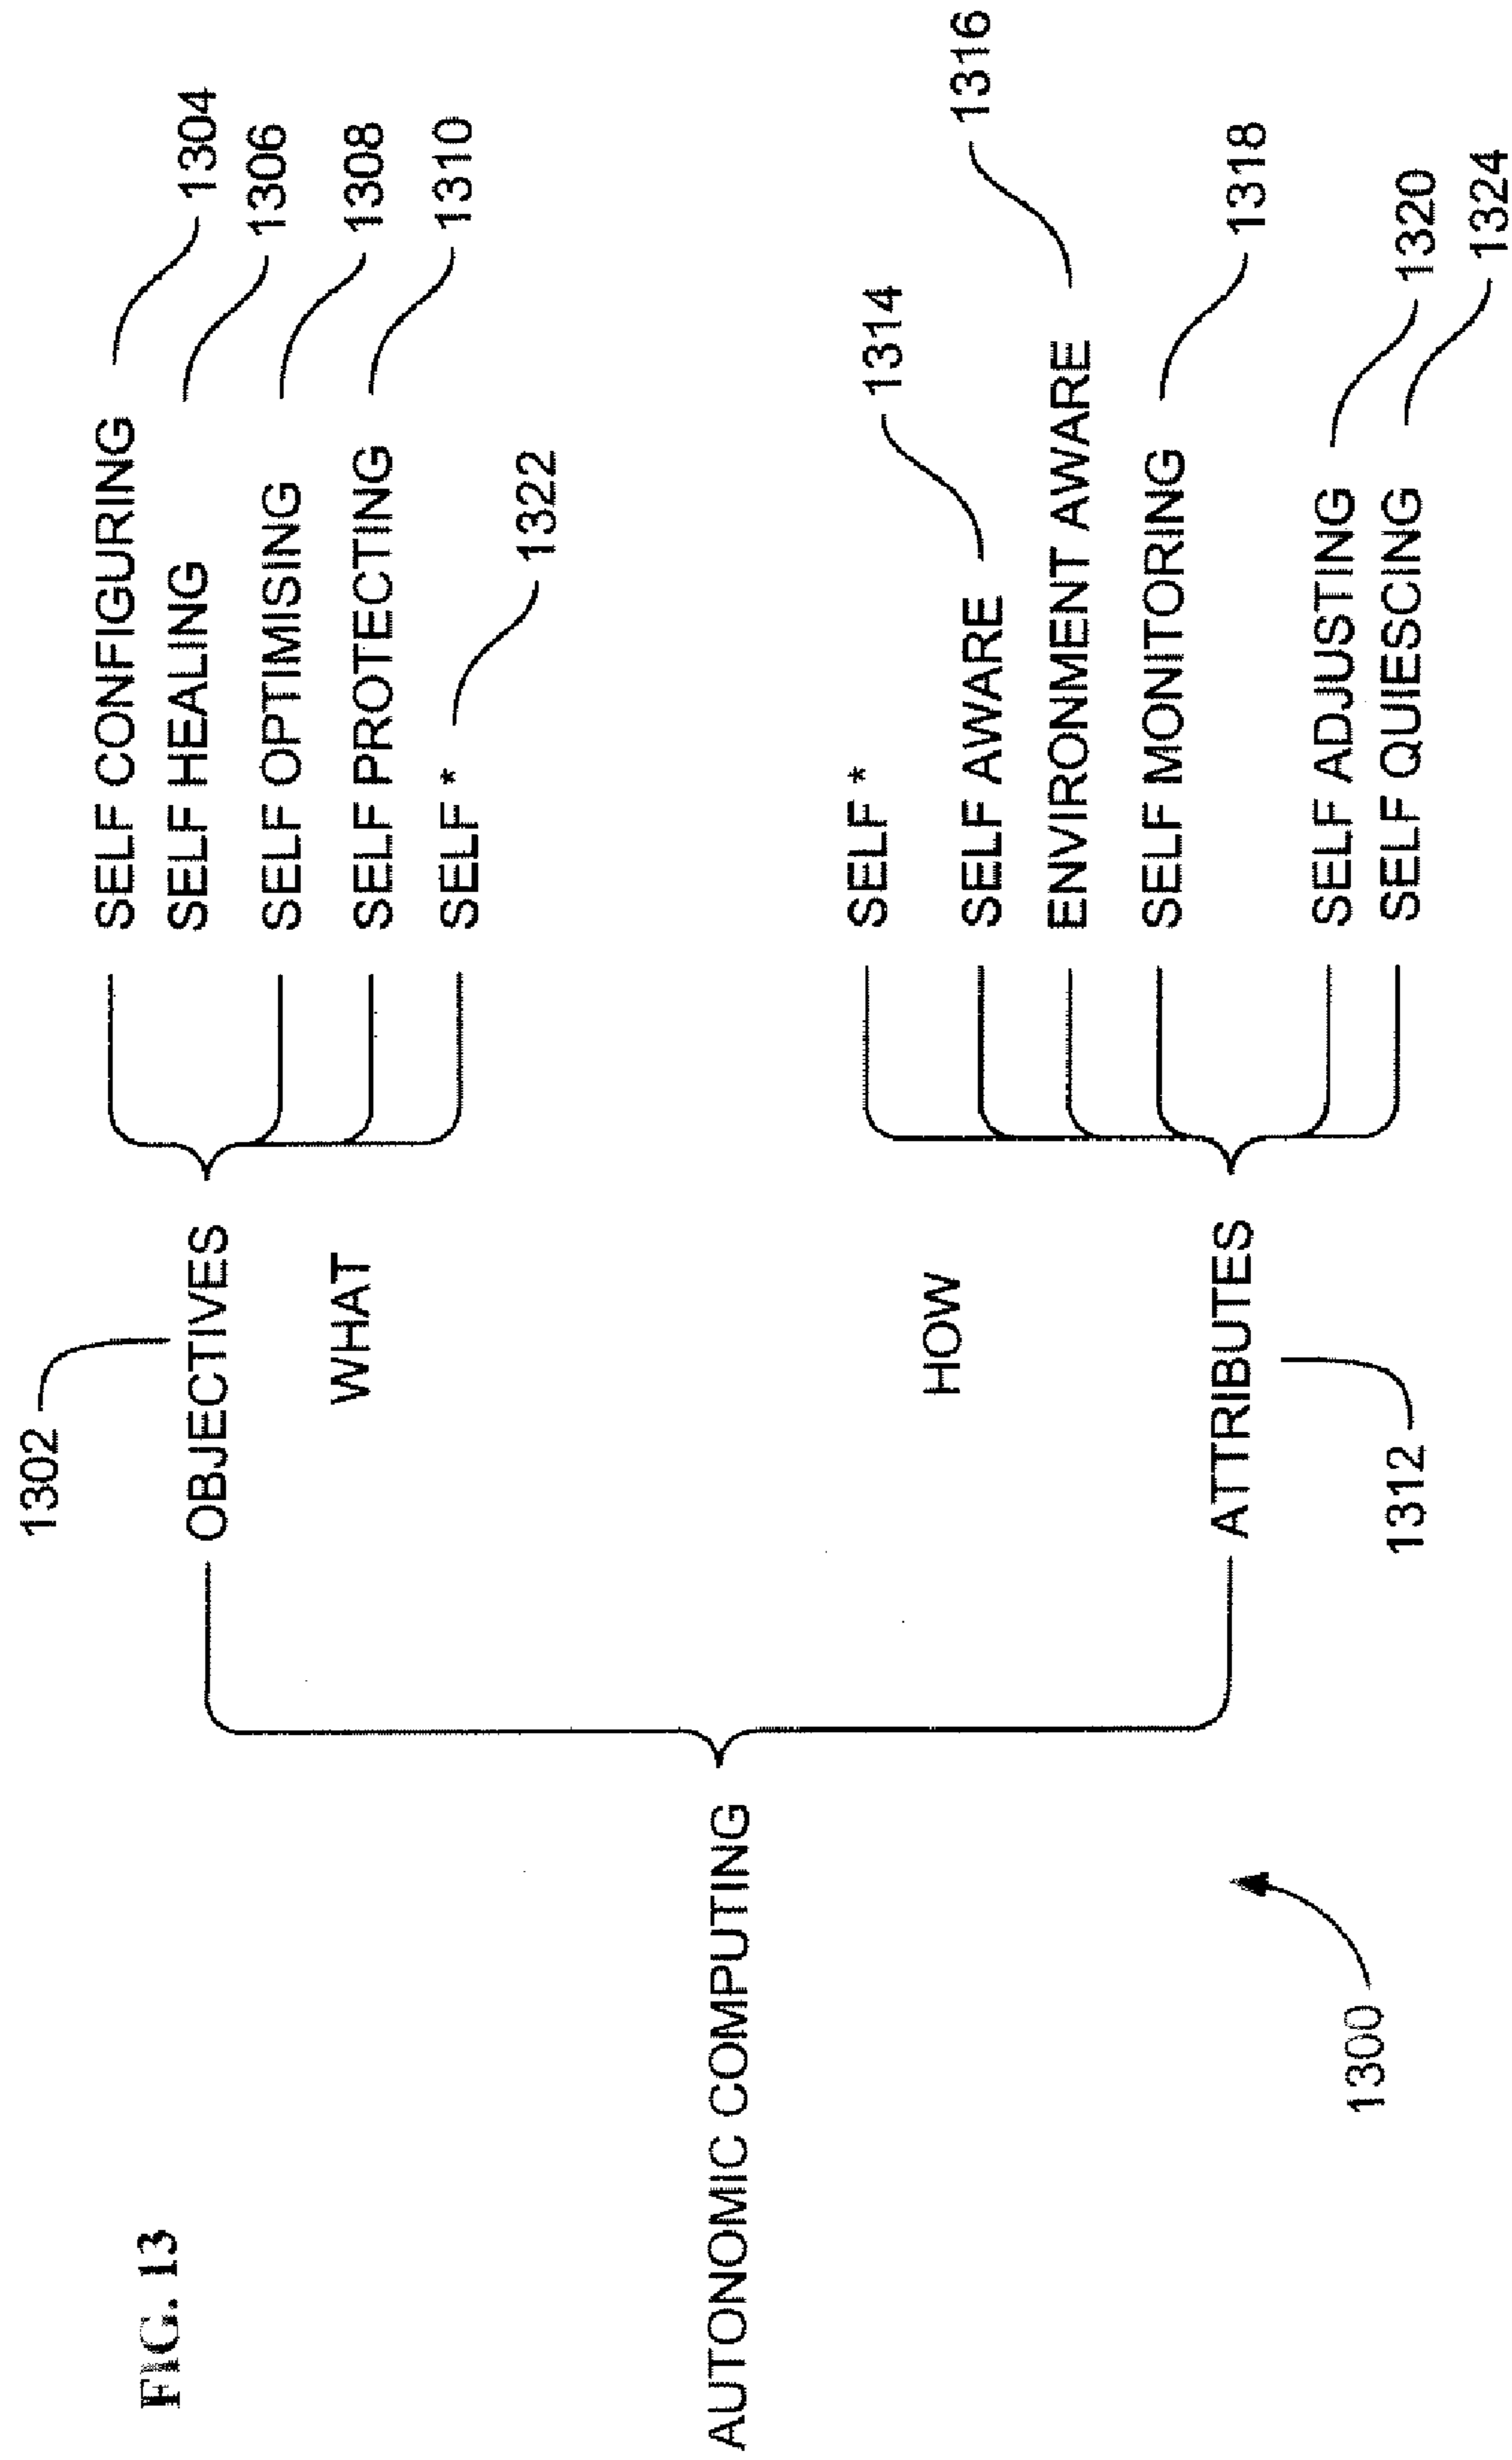 FIG. 13
AUTONOMIC COMPUTING
1300
1302
OBJECTIVES
WHAT
SELF CONFIGURING
1304
SELF HEALING
1306
SELF OPTIMISING
1308
SELF PROTECTING
1310
SELF *
1322
HOW
ATTRIBUTES
1312
SELF *
SELF AWARE
1314
ENVIRONMENT AWARE
1316
SELF MONITORING
1318
SELF ADJUSTING
1320
SELF QUIESCING
1324